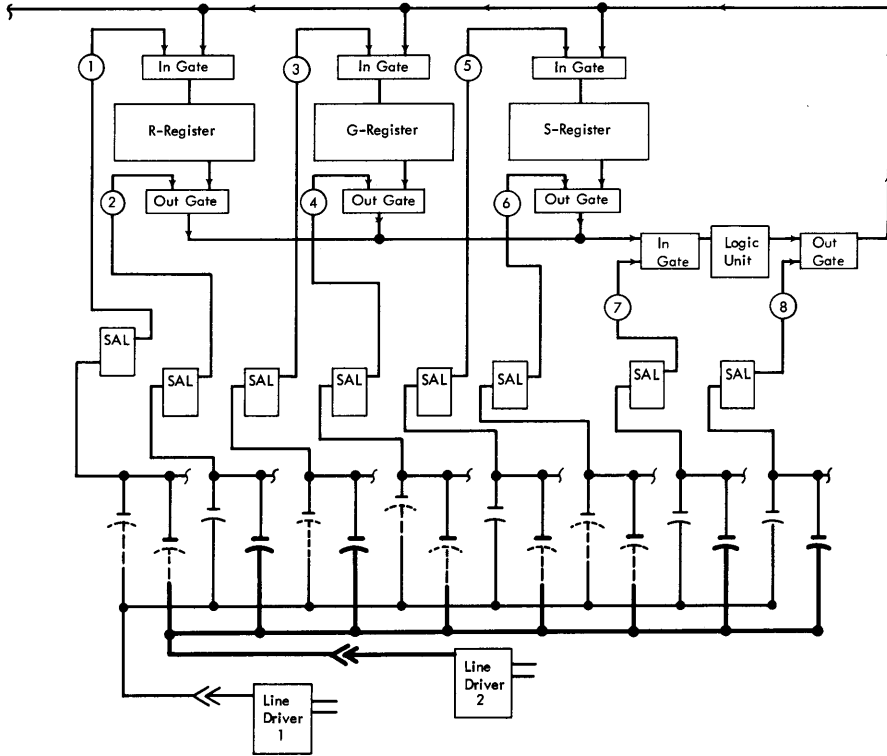 1
In Gate
3
In Gate
5
In Gate
R-Register
G-Register
S-Register
2
Out Gate
4
Out Gate
6
Out Gate
In
Gate
Logic
Unit
Out
Gate
7
8
SAL
SAL
SAL
SAL
SAL
SAL
SAL
SAL
Line
Driver
2
Line
Driver
1